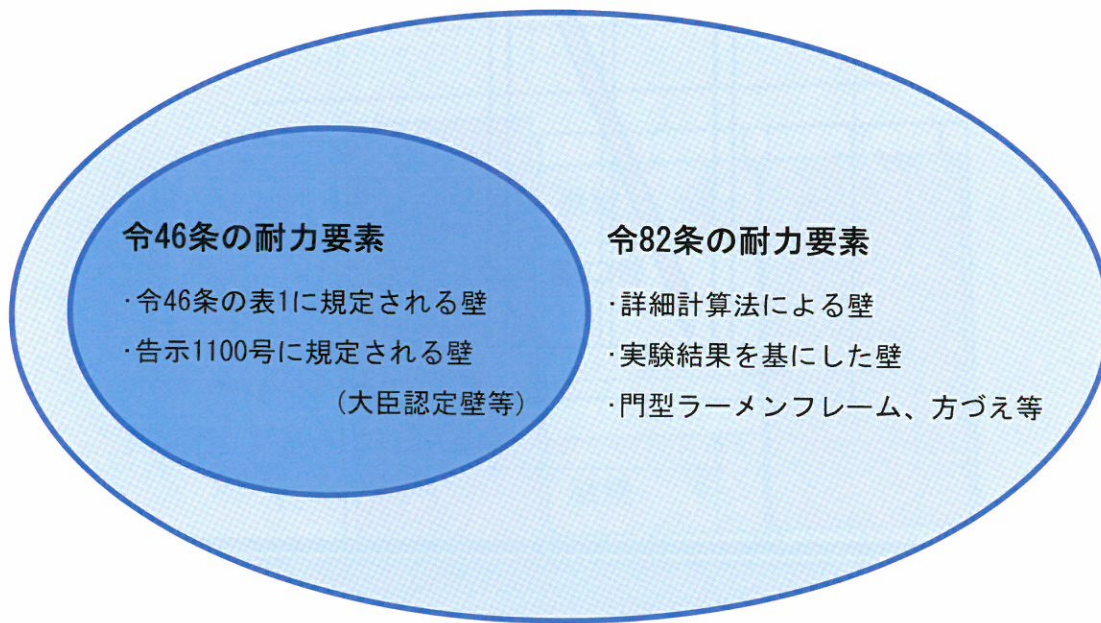 令46条の耐力要素
・令46条の表1に規定される壁
・告示1100号に規定される壁
(大臣認定壁等)
令82条の耐力要素
・詳細計算法による壁
・実験結果を基にした壁
・門型ラーメンフレーム、方づえ等